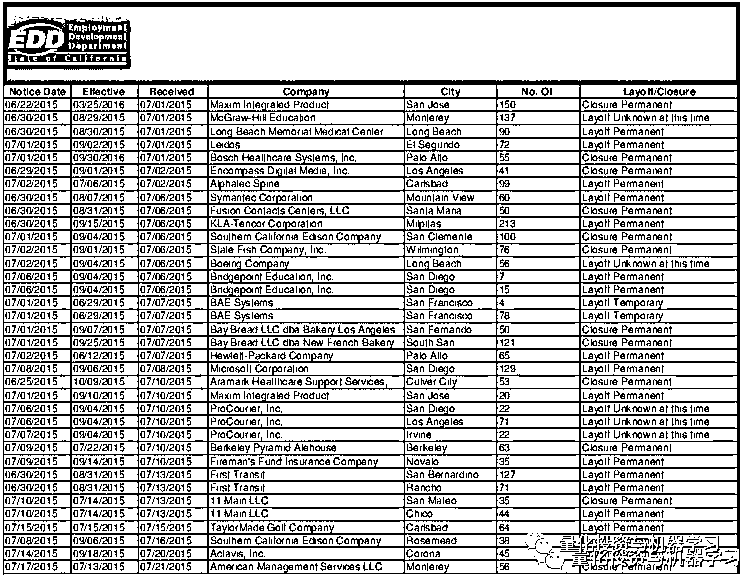 EDD Employment
Development
Department
State of California
Notice Date Effective Received Company City No. Of Layoff/Closure
06/22/2015 03/25/2016 07/01/2015 Maxim Integrated Product San Jose 150 Closure Permanent
06/30/2015 08/29/2015 07/01/2015 McGraw-Hill Education Monterey 137 Layoff Unknown at this time
06/30/2015 08/30/2015 07/01/2015 Long Beach Memorial Medical Center Long Beach 90 Layoff Permanent
07/01/2015 09/02/2015 07/01/2015 Leidos El Segundo 72 Layoff Permanent
07/01/2015 09/30/2016 07/01/2015 Bosch Healthcare Systems, Inc. Palo Alto 55 Closure Permanent
06/29/2015 09/01/2015 07/02/2015 Encompass Digital Media, Inc. Los Angeles 41 Closure Permanent
07/02/2015 07/06/2015 07/02/2015 Alphatec Spine Carlsbad 99 Layoff Permanent
06/30/2015 08/07/2015 07/06/2015 Symantec Corporation Mountain View 60 Layoff Permanent
06/30/2015 08/31/2015 07/06/2015 Fusion Contacts Centers, LLC Santa Maria 50 Closure Permanent
06/30/2015 09/15/2015 07/06/2015 KLA-Tencor Corporation Milpitas 213 Layoff Permanent
07/01/2015 09/04/2015 07/06/2015 Southern California Edison Company San Clemente 100 Closure Permanent
07/02/2015 09/01/2015 07/06/2015 State Fish Company, Inc. Wilmington 76 Closure Permanent
07/02/2015 09/04/2015 07/06/2015 Boeing Company Long Beach 56 Layoff Unknown at this time
07/06/2015 09/04/2015 07/06/2015 Bridgepoint Education, Inc. San Diego 7 Layoff Permanent
07/06/2015 09/04/2015 07/06/2015 Bridgepoint Education, Inc. San Diego 15 Layoff Permanent
07/01/2015 06/29/2015 07/07/2015 BAE Systems San Francisco 4 Layoff Temporary
07/01/2015 06/29/2015 07/07/2015 BAE Systems San Francisco 78 Layoff Temporary
07/01/2015 09/07/2015 07/07/2015 Bay Bread LLC dba Bakery Los Angeles San Fernando 50 Closure Permanent
07/01/2015 09/25/2015 07/07/2015 Bay Bread LLC dba New French Bakery South San 121 Closure Permanent
07/02/2015 06/12/2015 07/07/2015 Hewlett-Packard Company Palo Alto 65 Layoff Permanent
07/08/2015 09/06/2015 07/08/2015 Microsoft Corporation San Diego 129 Layoff Permanent
06/25/2015 10/09/2015 07/10/2015 Aramark Healthcare Support Services, Culver City 53 Closure Permanent
07/01/2015 09/10/2015 07/10/2015 Maxim Integrated Product San Jose 20 Layoff Permanent
07/06/2015 09/04/2015 07/10/2015 ProCourier, Inc. San Diego 22 Layoff Unknown at this time
07/06/2015 09/04/2015 07/10/2015 ProCourier, Inc. Los Angeles 71 Layoff Unknown at this time
07/07/2015 09/04/2015 07/10/2015 ProCourier, Inc. Irvine 22 Layoff Unknown at this time
07/09/2015 07/22/2015 07/10/2015 Berkeley Pyramid Alehouse Berkeley 63 Closure Permanent
07/09/2015 09/14/2015 07/10/2015 Fireman's Fund Insurance Company Novato 35 Layoff Permanent
06/30/2015 08/31/2015 07/13/2015 First Transit San Bernardino 127 Layoff Permanent
06/30/2015 08/31/2015 07/13/2015 First Transit Rancho 71 Layoff Permanent
07/10/2015 07/14/2015 07/13/2015 11 Main LLC San Mateo 35 Closure Permanent
07/10/2015 07/14/2015 07/13/2015 11 Main LLC Chico 44 Layoff Permanent
07/15/2015 07/15/2015 07/15/2015 TaylorMade Golf Company Carlsbad 64 Layoff Permanent
07/08/2015 09/06/2015 07/16/2015 Southern California Edison Company Rosemead 38 Layoff Permanent
07/14/2015 09/18/2015 07/20/2015 Actavis, Inc. Corona 45
07/17/2015 07/13/2015 07/21/2015 American Management Services LLC Monterey 56
量化投资与机器学习